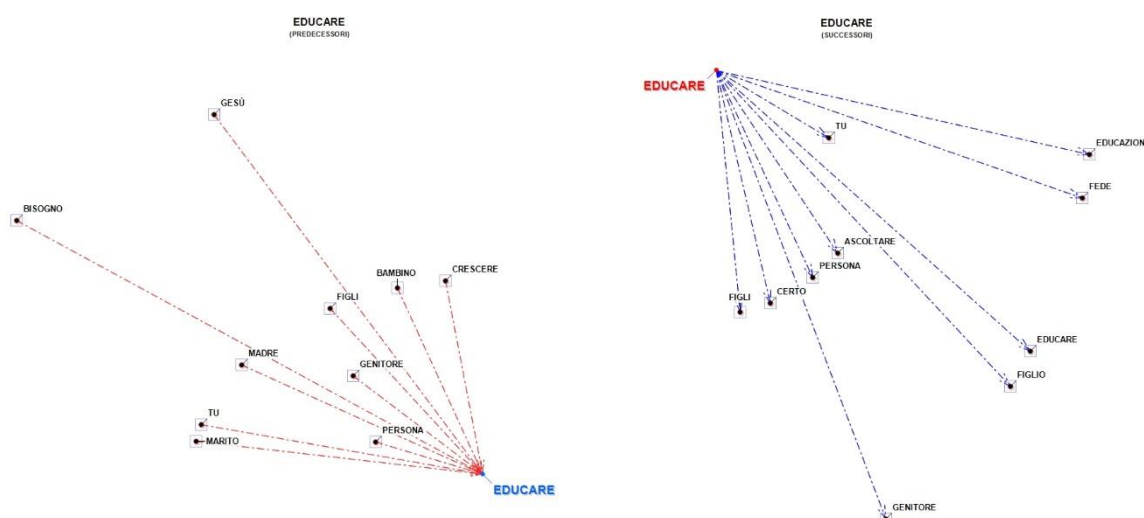 EDUCARE
(PREDECESSORI)
GESÙ
BISOGNO
BAMBINO
CRESCERE
FIGLI
MADRE
GENITORE
TU
MARITO
PERSONA
EDUCARE
EDUCARE
(SUCCESSORI)
EDUCARE
TU
EDUCAZION
FEDE
ASCOLTARE
PERSONA
CERTO
FIGLI
EDUCARE
FIGLIO
GENITORE